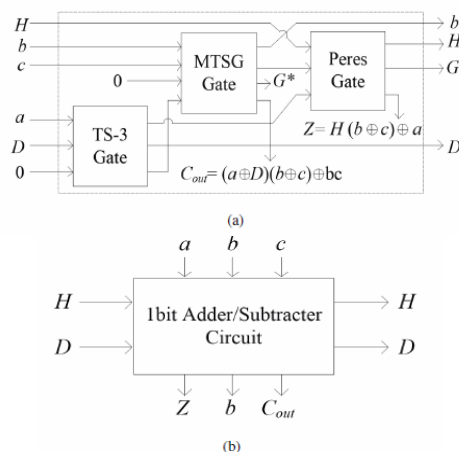 H
b
b
MTSG
Gate
H
c
Peres
Gate
G
0
G*
a
TS-3
Gate
Z= H (b⊕c)⊕a
D
D
0
C_out= (a⊕D)(b⊕c)⊕bc
(a)
a b c
H
1bit Adder/Subtracter
Circuit
H
D
D
Z b C_out
(b)